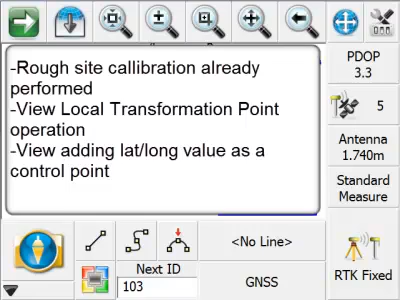 -Rough site callibration already
performed
-View Local Transformation Point
operation
-View adding lat/long value as a
control point
PDOP
3.3
5
Antenna
1.740m
Standard
Measure
<No Line>
RTK Fixed
Next ID
103
GNSS